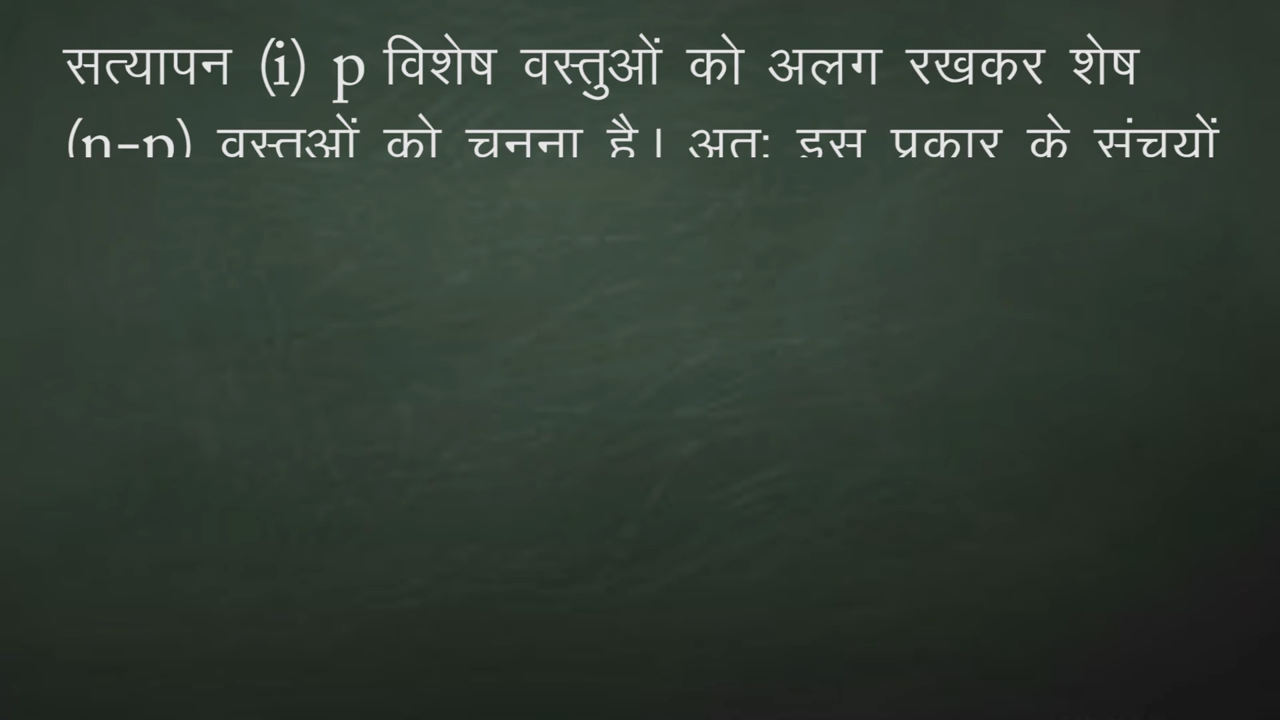 सत्यापन (i) p विशेष वस्तुओं को अलग रखकर शेष
(n-p) वस्तुओं को चुनना है। अत: इस प्रकार के संचयों